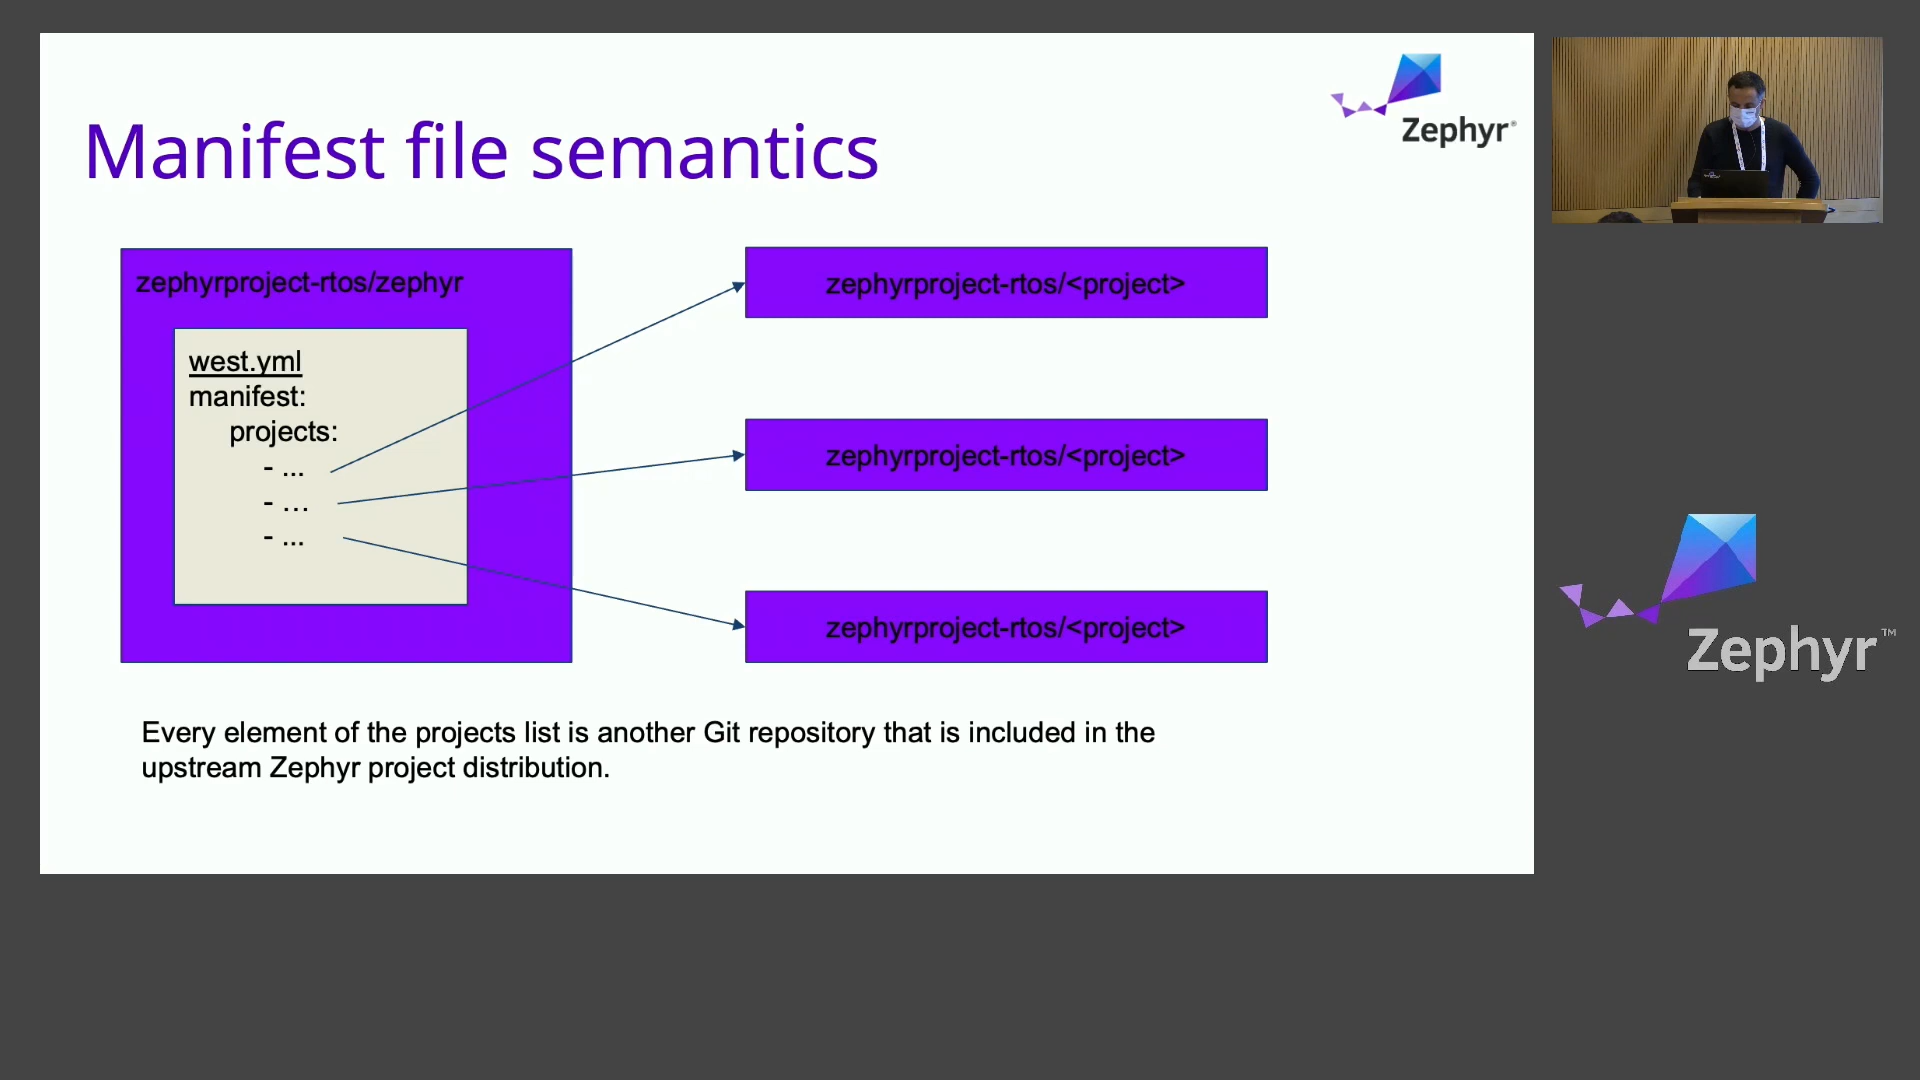 Zephyr®
Manifest file semantics
zephyrproject-rtos/zephyr
west.yml
manifest:
projects:
- ...
- ...
- ...
zephyrproject-rtos/<project>
zephyrproject-rtos/<project>
zephyrproject-rtos/<project>
Every element of the projects list is another Git repository that is included in the
upstream Zephyr project distribution.
Zephyr™